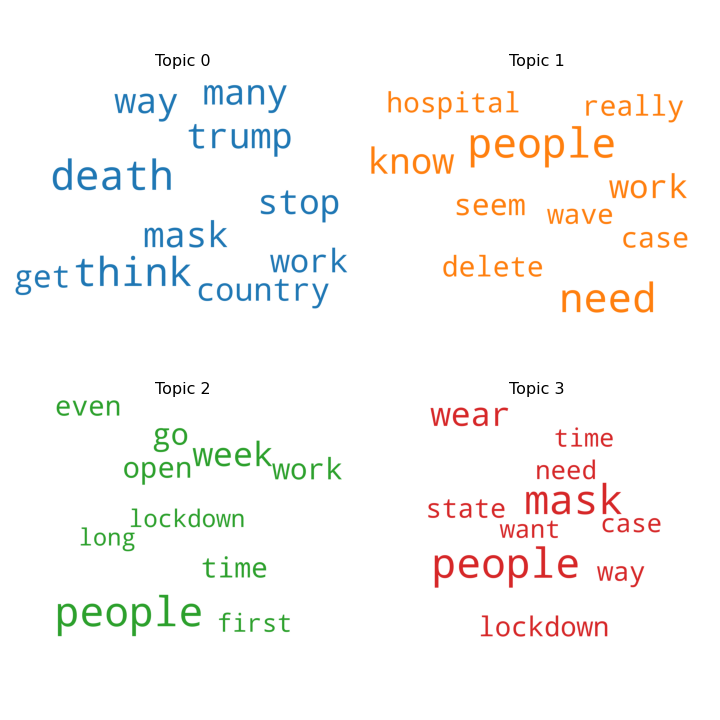 Topic 0
many
way
trump
death
stop
mask
work
think
get
country
Topic 1
hospital
really
people
know
work
seem
wave
case
delete
need
Topic 2
even
go
week
open
work
lockdown
long
time
people
first
Topic 3
wear
time
need
mask
state
case
want
people
way
lockdown